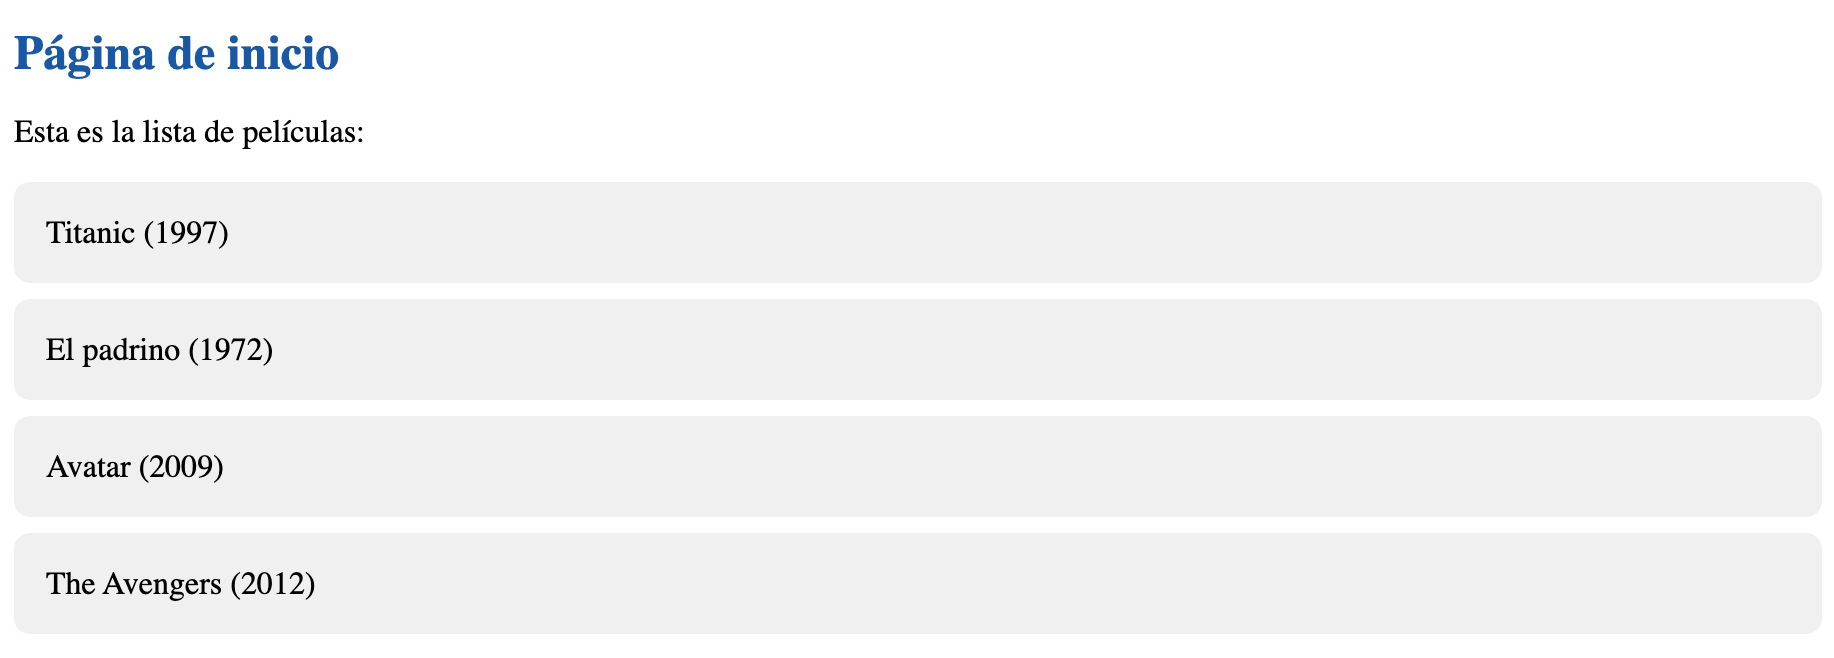 Página de inicio
Esta es la lista de películas:
Titanic (1997)
El padrino (1972)
Avatar (2009)
The Avengers (2012)